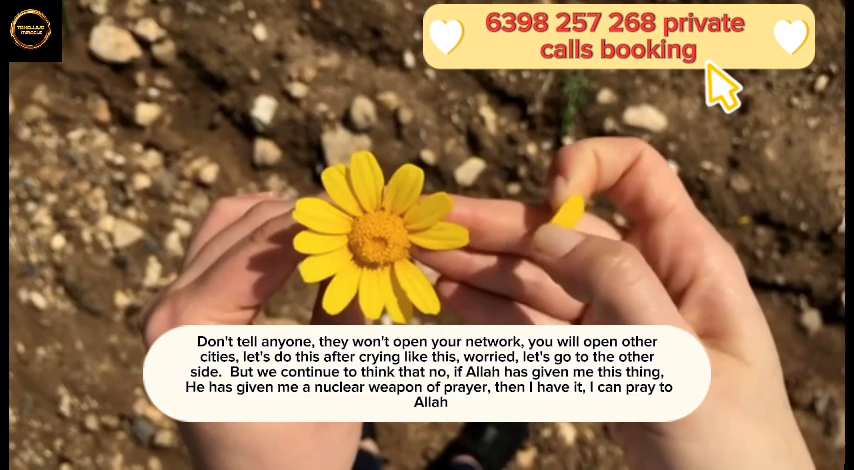 TAWAKKUL
MIRACLE
6398 257 268 private
calls booking
Don't tell anyone, they won't open your network, you will open other
cities, let's do this after crying like this, worried, let's go to the other
side. But we continue to think that no, if Allah has given me this thing,
He has given me a nuclear weapon of prayer, then I have it, I can pray to
Allah